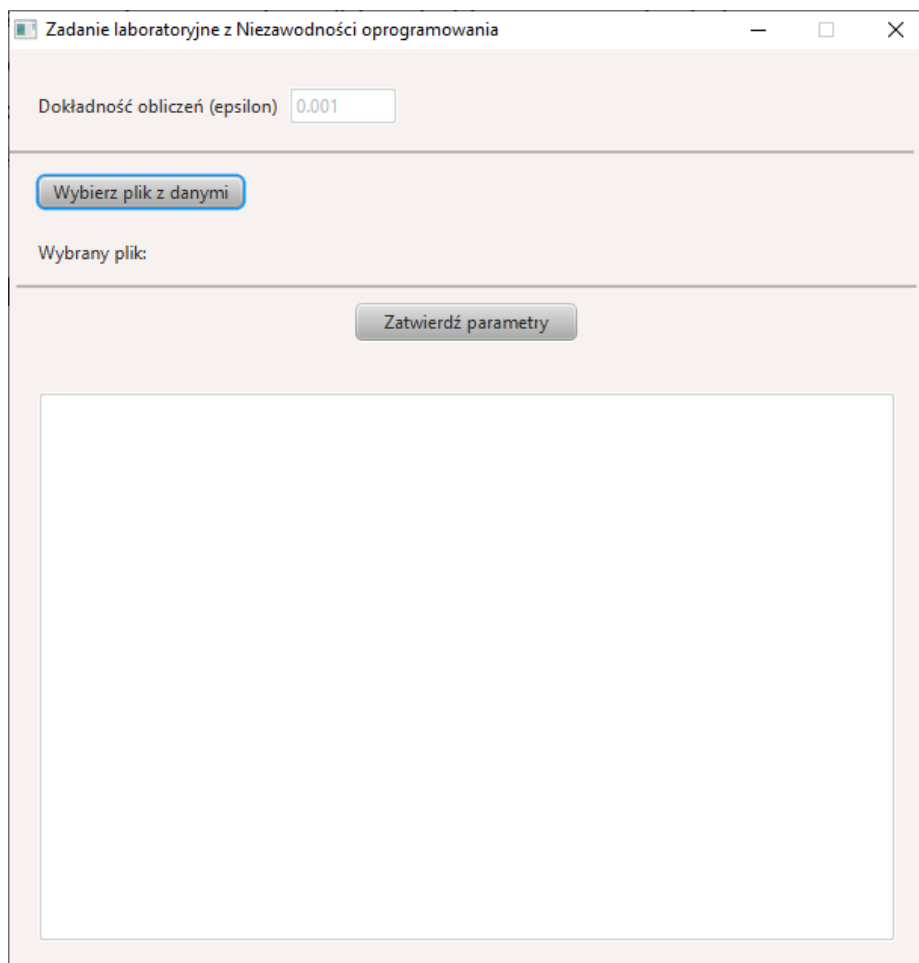 Zadanie laboratoryjne z Niezawodności oprogramowania
Dokładność obliczeń (epsilon) 0.001
Wybierz plik z danymi
Wybrany plik:
Zatwierdź parametry